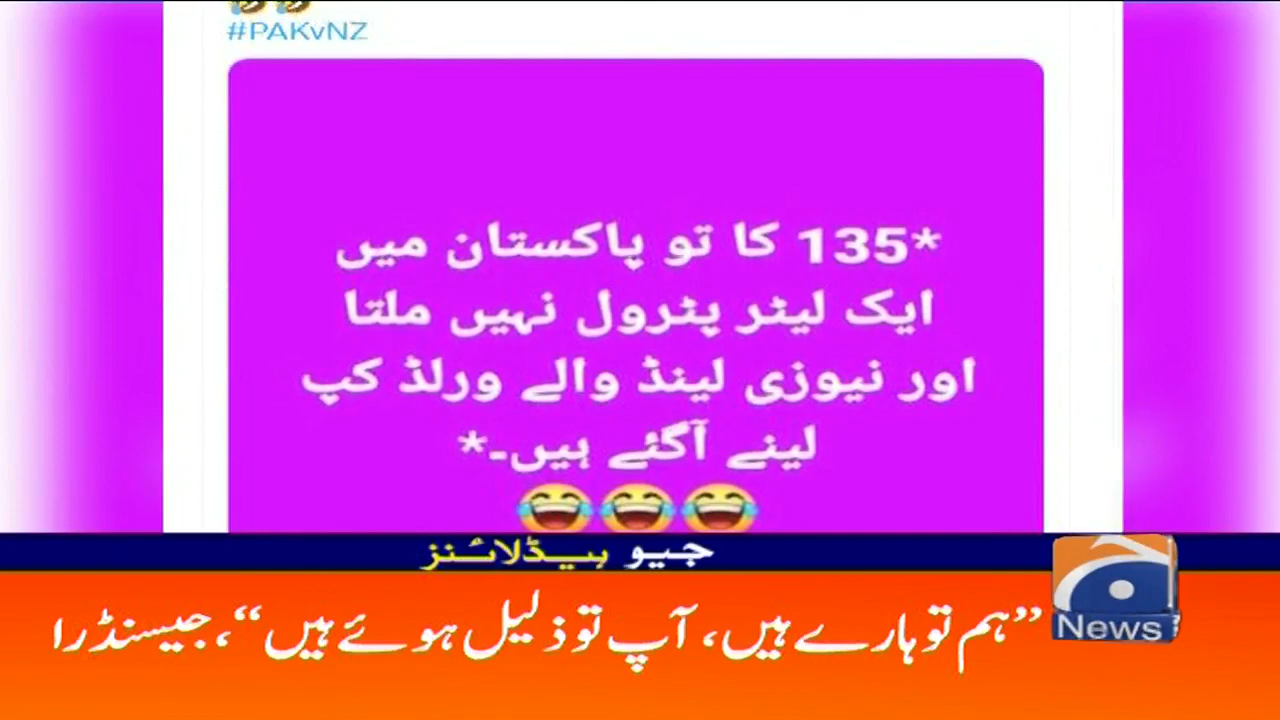 #PAKvNZ
*135 کا تو پاکستان میں
ایک لیٹر پٹرول نہیں ملتا
اور نیوزی لینڈ والے ورلڈ کپ
لینے آگئے ہیں۔*
جیو ہیڈلائنز
”ہم تو ہارے ہیں، آپ تو ذلیل ہوئے ہیں“، جیسنڈرا
News